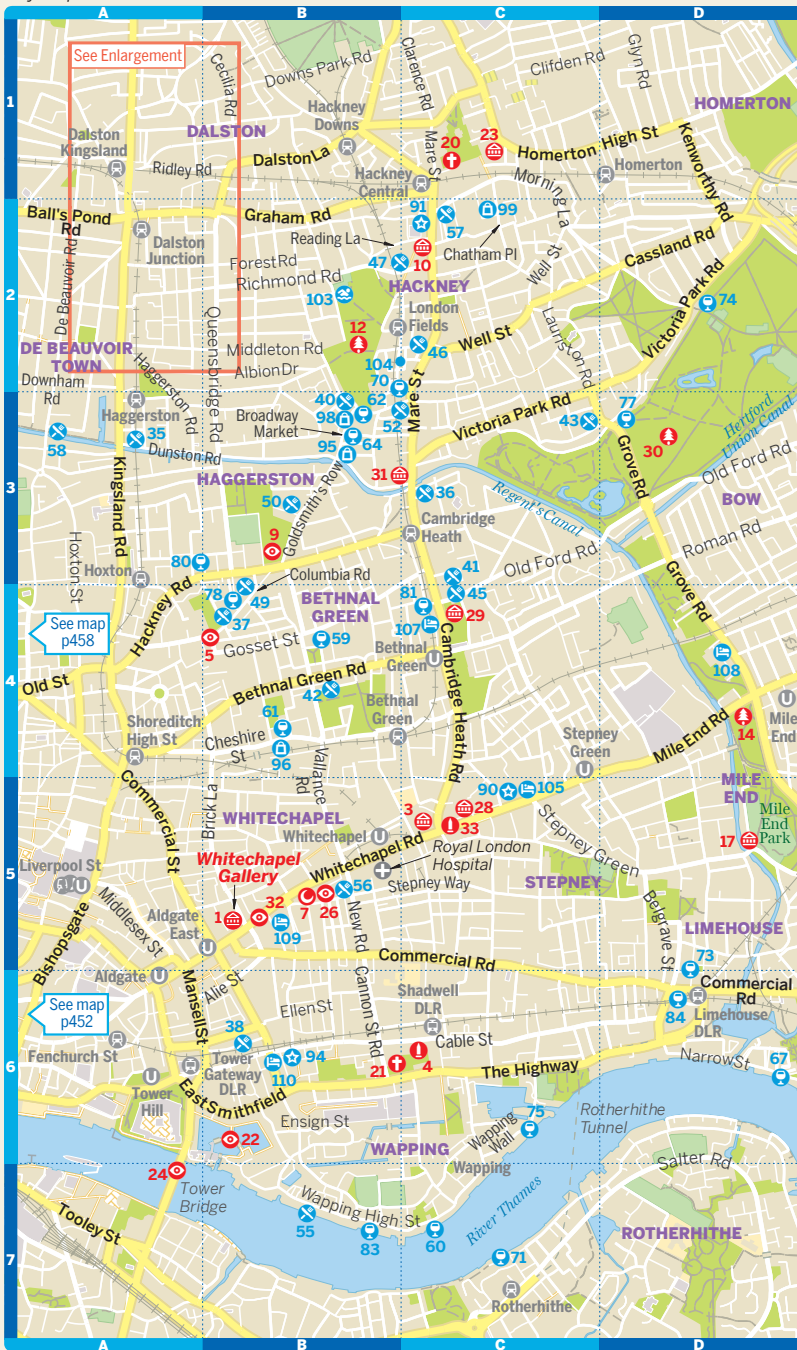 A
B
C
D
1
See Enlargement
Cecilia Rd
Downs Park Rd
Clarence Rd
Clifden Rd
Glyn Rd
HOMERTON
Hackney
Downs
DALSTON
Dalston
Kingsland
Ridley Rd
Dalston La
Mare St
20
23
Homerton High St
Kenworthy Rd
Homerton
Hackney
Central
Morning La
Ball's Pond
Rd
Graham Rd
91
57
99
Reading La
Chatham Pl
Well St
Cassland Rd
De Beauvoir Rd
Dalston
Junction
Forest Rd
47
10
Richmond Rd
HACKNEY
103
2
Victoria Park Rd
74
London
Fields
Queensbridge Rd
12
46
Well St
Lauriston Rd
DE BEAUVOIR
TOWN
Middleton Rd
Albion Dr
104
70
Downham
Rd
Haggerston Rd
Haggerston
40
62
98
Mare St
Broadway
Market
52
Victoria Park Rd
43
77
30
Hertford
Union Canal
58
35
Dunston Rd
95
64
Grove Rd
Old Ford Rd
3
HAGGERSTON
31
36
Regent's Canal
BOW
Kingsland Rd
50
Goldsmith's Row
Cambridge
Heath
Roman Rd
Hoxton St
9
Old Ford Rd
Hoxton
80
41
Columbia Rd
Grove Rd
78
49
BETHNAL
GREEN
81
45
29
See map
p458
Hackney Rd
37
107
5
Gosset St
59
Bethnal
Green
Cambridge Heath Rd
108
4
Old St
Bethnal Green Rd
42
Bethnal
Green
14
Mile
End
Shoreditch
High St
61
Cheshire
St
96
Vallance
Rd
Stepney
Green
Mile End Rd
Commercial St
Brick La
90
105
MILE
END
WHITECHAPEL
3
28
33
Mile
End
Park
17
Whitechapel
Whitechapel Rd
Royal London
Hospital
Stepney Green
Whitechapel
Gallery
Liverpool St
5
Stepney Way
STEPNEY
Middlesex St
Bishopsgate
32
7
26
56
1
109
New Rd
Belgrave St
LIMEHOUSE
Aldgate
East
Commercial Rd
73
Aldgate
Alie St
Mansell St
Cannon St Rd
Commercial
Rd
See map
p452
Ellen St
Shadwell
DLR
84
Limehouse
DLR
38
Cable St
Fenchurch St
94
4
Narrow St
67
6
Tower
Gateway
DLR
110
21
The Highway
Tower
Hill
East Smithfield
Ensign St
75
Rotherhithe
Tunnel
22
WAPPING
Wapping
Wall
Wapping
Salter Rd
24
Tower
Bridge
Wapping High St
River Thames
Tooley St
55
83
60
ROTHERHITHE
7
71
Rotherhithe
A
B
C
D